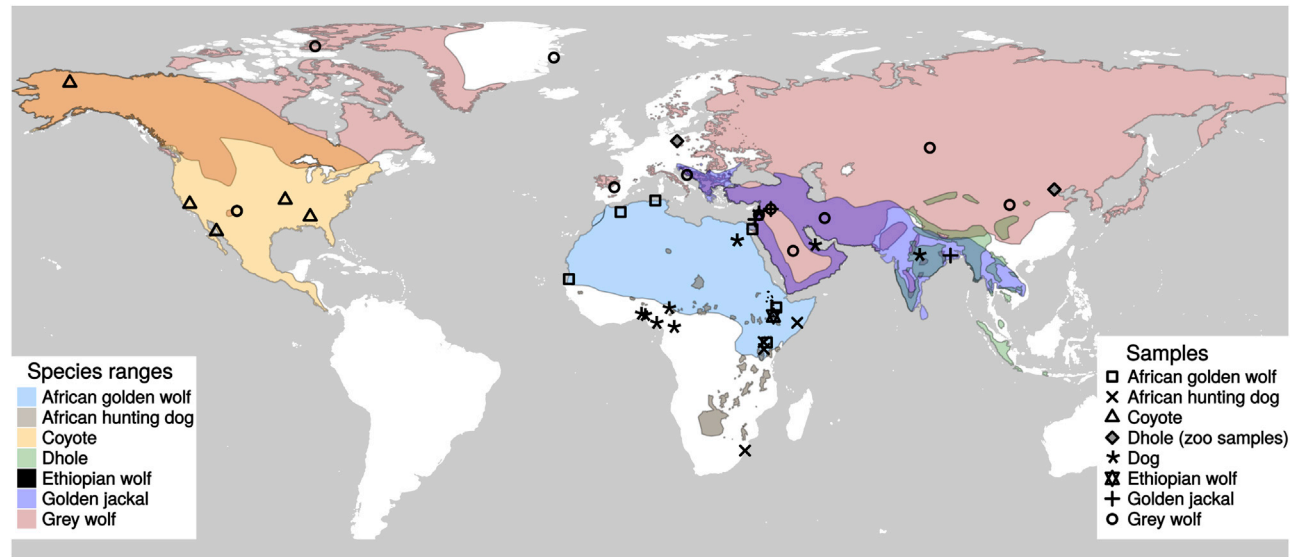 Species ranges
African golden wolf
African hunting dog
Coyote
Dhole
Ethiopian wolf
Golden jackal
Grey wolf
Samples
African golden wolf
African hunting dog
Coyote
Dhole (zoo samples)
Dog
Ethiopian wolf
Golden jackal
Grey wolf